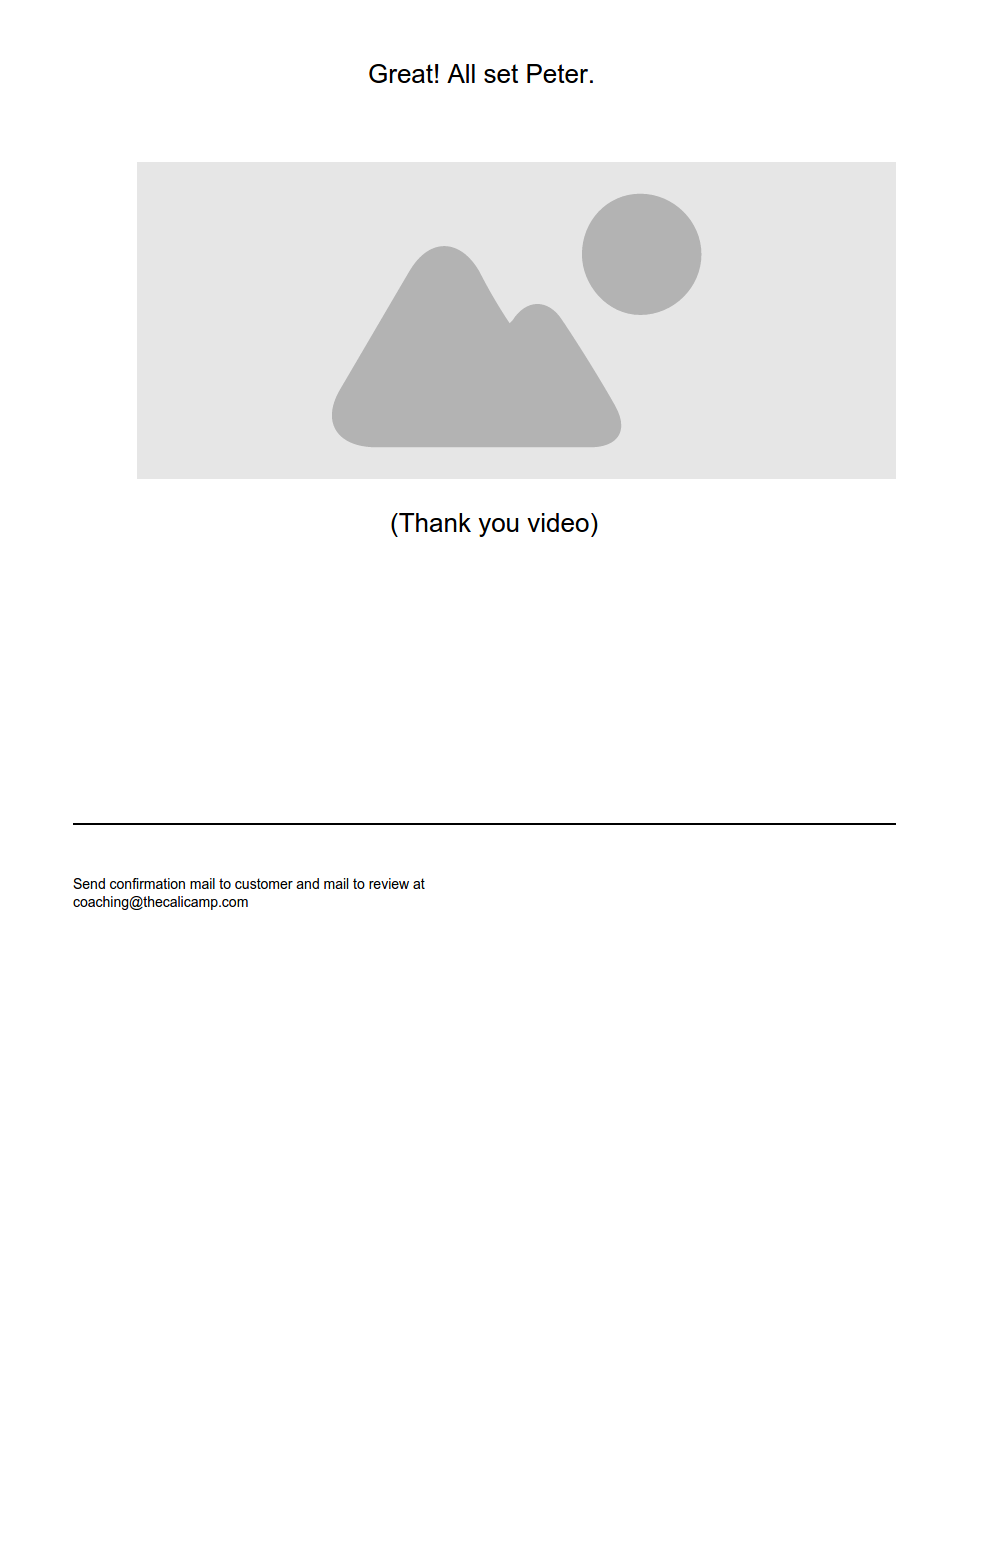 Great! All set Peter.
(Thank you video)
Send confirmation mail to customer and mail to review at
coaching@thecalicamp.com